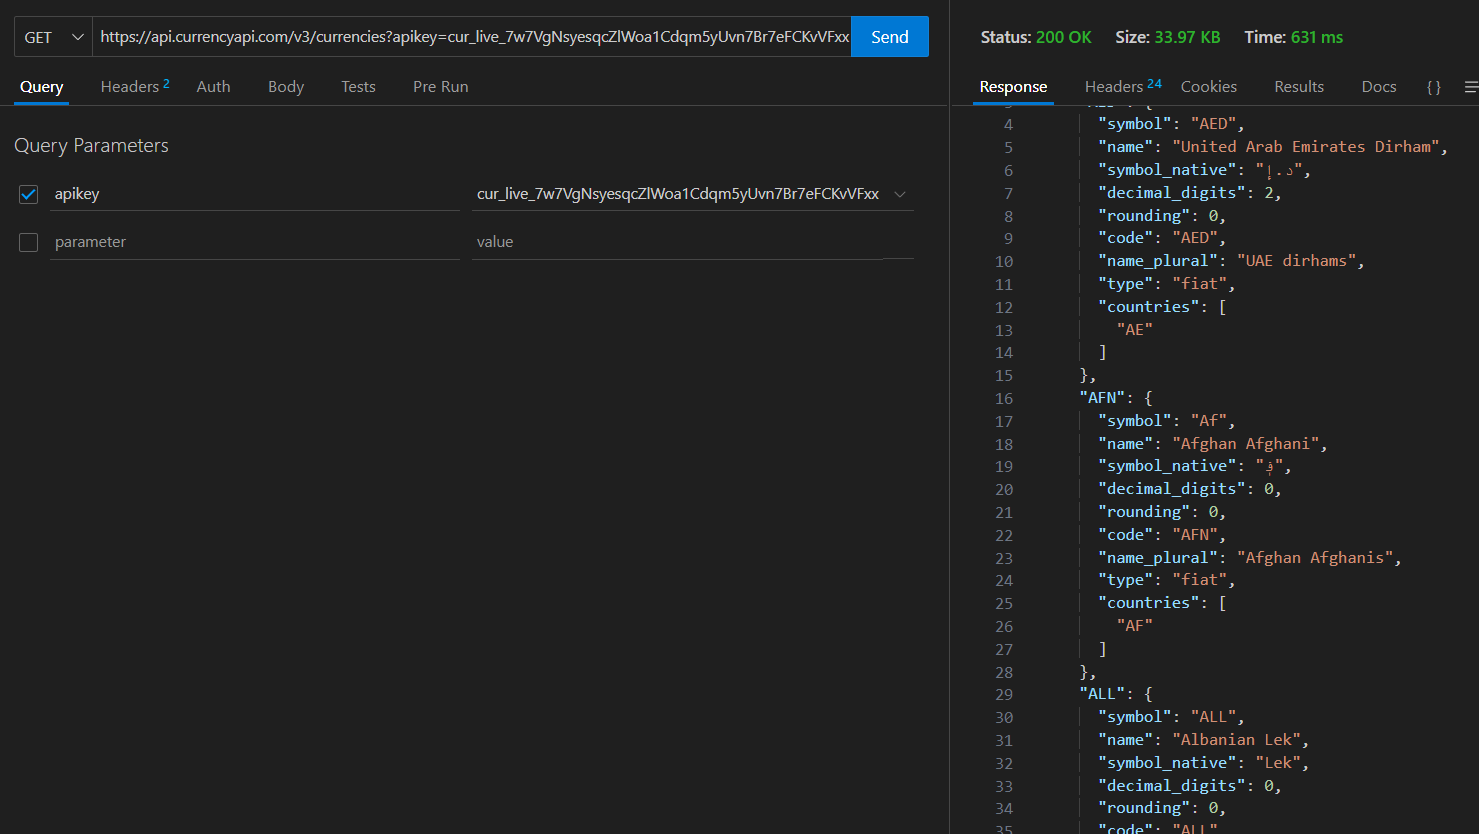 GET https://api.currencyapi.com/v3/currencies?apikey=cur_live_7w7VgNsyesqcZlWoa1Cdqm5yUvn7Br7eFCKvVFxx Send
Query Headers 2 Auth Body Tests Pre Run
Query Parameters
apikey cur_live_7w7VgNsyesqcZlWoa1Cdqm5yUvn7Br7eFCKvVFxx
parameter value
Status: 200 OK Size: 33.97 KB Time: 631 ms
Response Headers 24 Cookies Results Docs { }
4 "symbol": "AED",
5 "name": "United Arab Emirates Dirham",
6 "symbol_native": "د.إ",
7 "decimal_digits": 2,
8 "rounding": 0,
9 "code": "AED",
10 "name_plural": "UAE dirhams",
11 "type": "fiat",
12 "countries": [
13 "AE"
14 ]
15 },
16 "AFN": {
17 "symbol": "Af",
18 "name": "Afghan Afghani",
19 "symbol_native": "؋",
20 "decimal_digits": 0,
21 "rounding": 0,
22 "code": "AFN",
23 "name_plural": "Afghan Afghanis",
24 "type": "fiat",
25 "countries": [
26 "AF"
27 ]
28 },
29 "ALL": {
30 "symbol": "ALL",
31 "name": "Albanian Lek",
32 "symbol_native": "Lek",
33 "decimal_digits": 0,
34 "rounding": 0,
35 "code": "ALL"